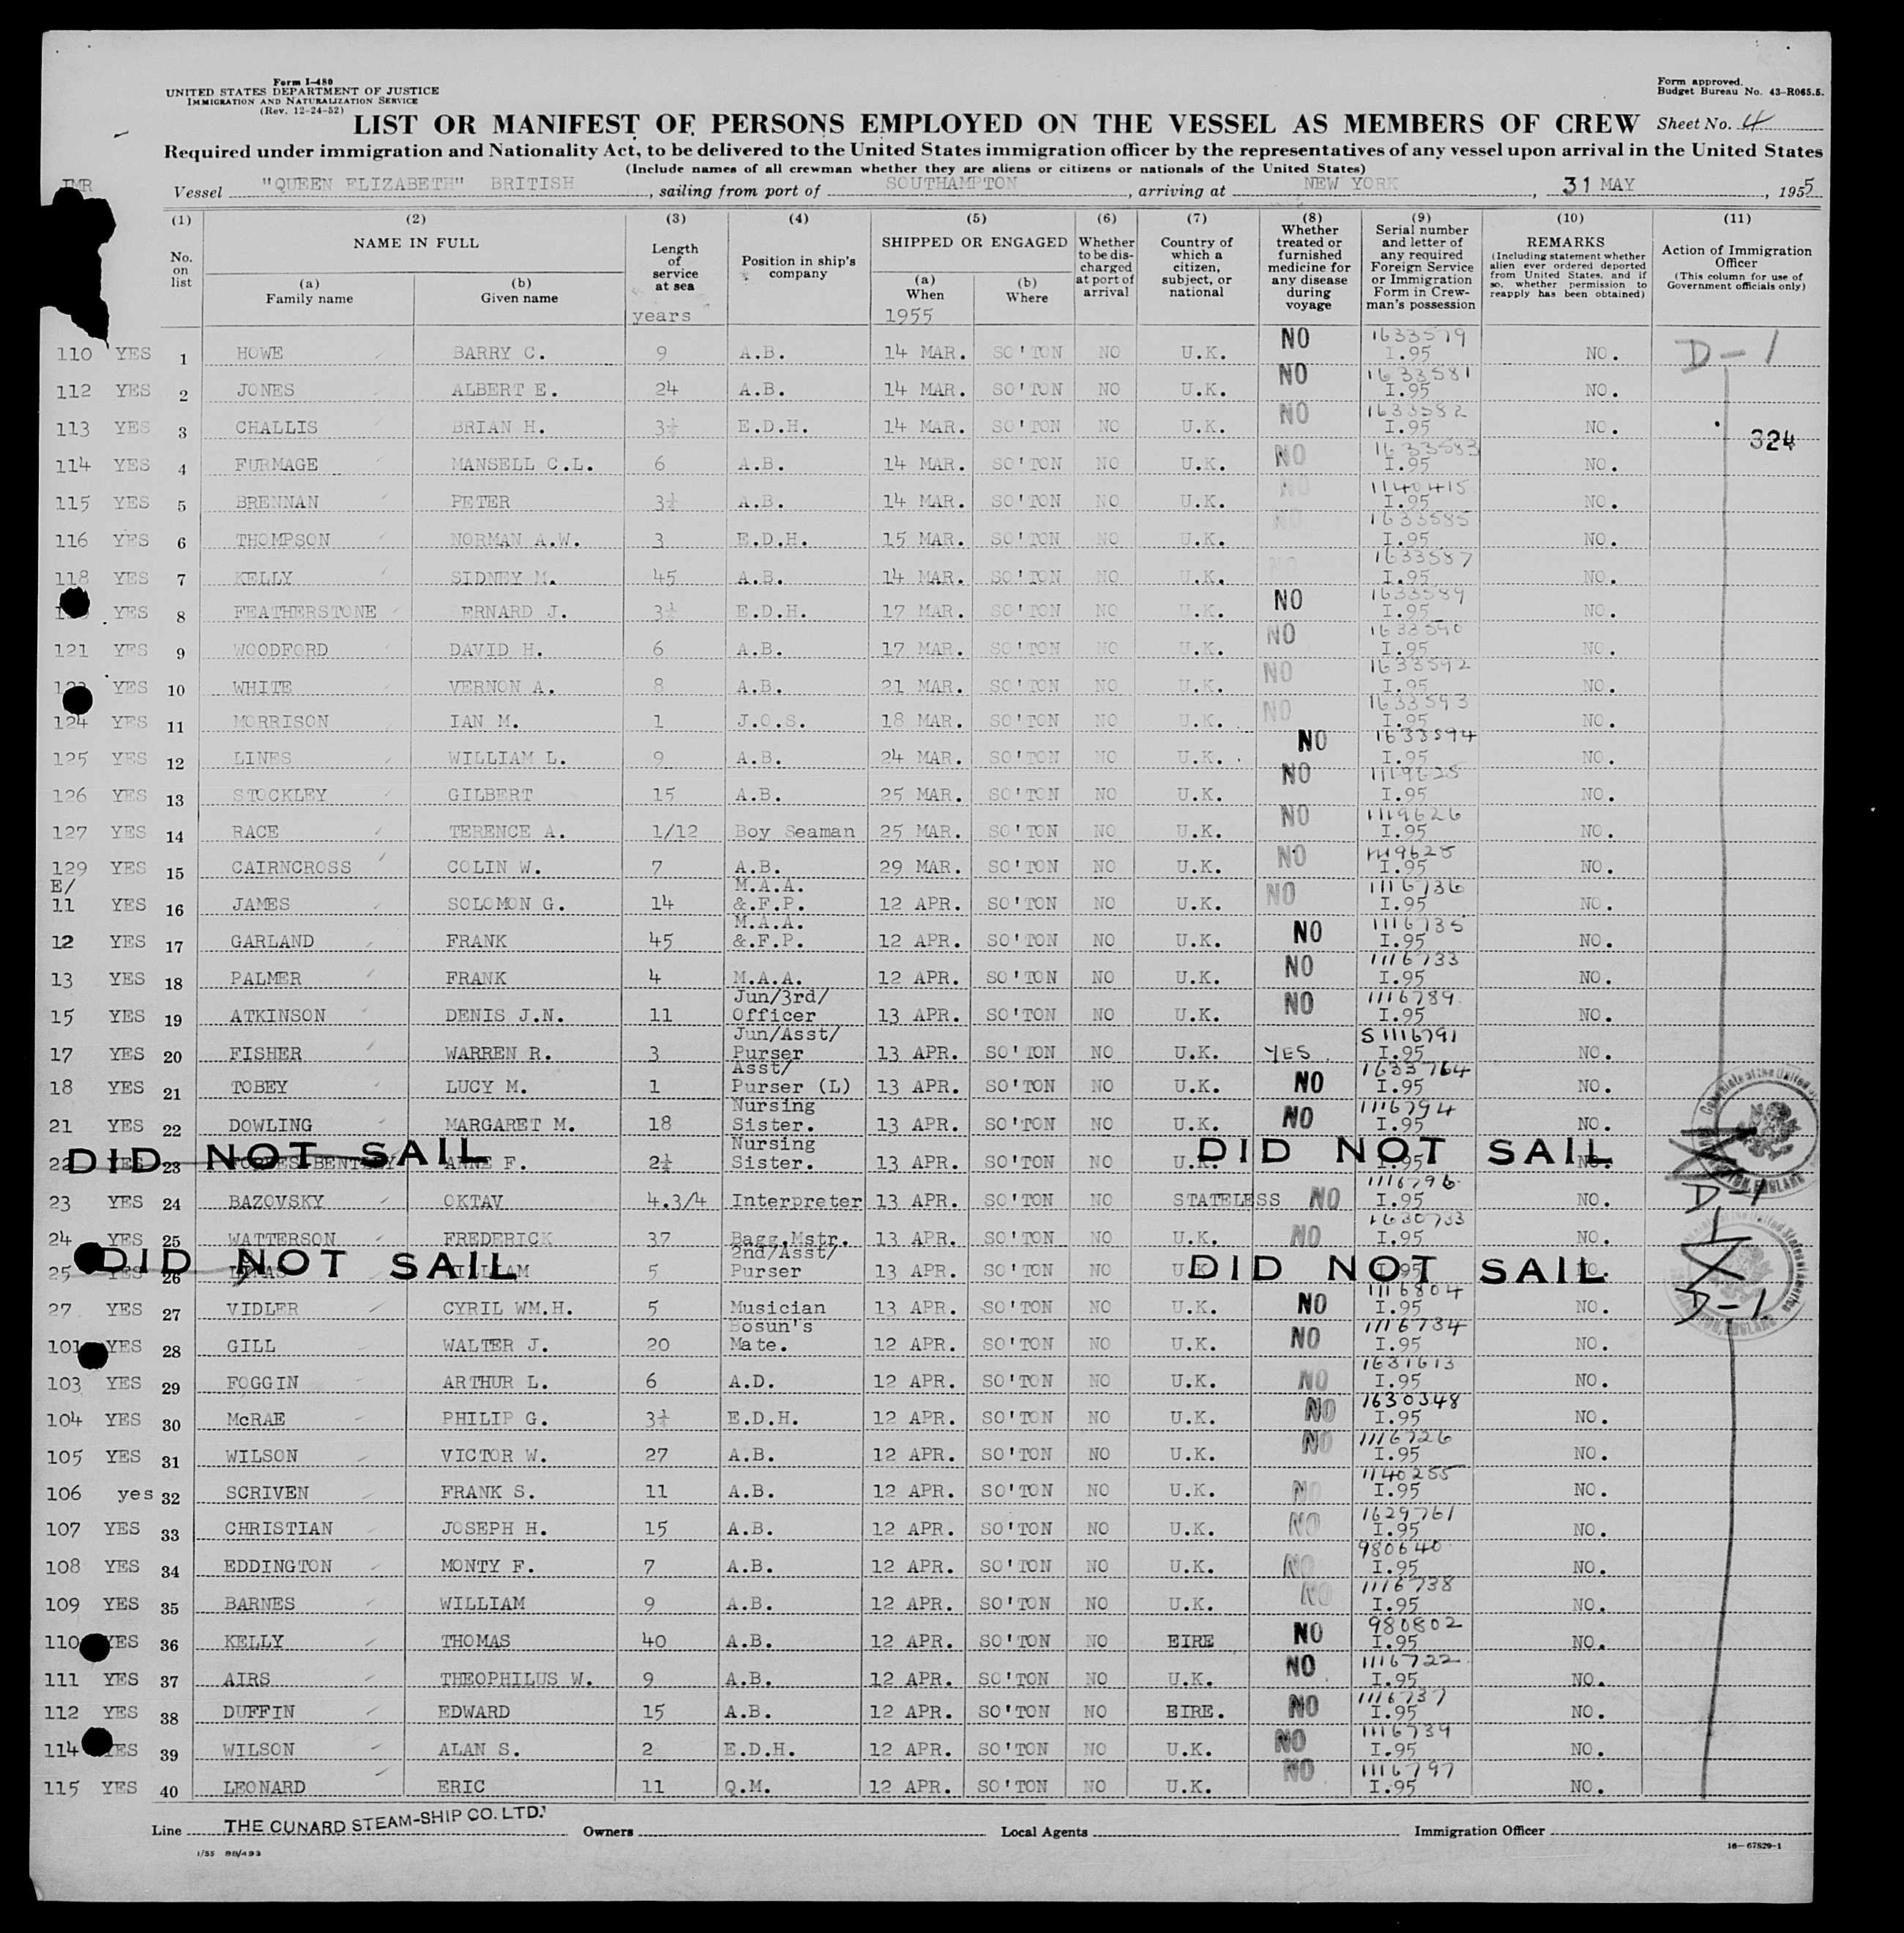 Form I-480
UNITED STATES DEPARTMENT OF JUSTICE
IMMIGRATION AND NATURALIZATION SERVICE
(Rev. 12-24-52)
Form approved.
Budget Bureau No. 43-R065.5.
LIST OR MANIFEST OF PERSONS EMPLOYED ON THE VESSEL AS MEMBERS OF CREW Sheet No. 4
Required under immigration and Nationality Act, to be delivered to the United States immigration officer by the representatives of any vessel upon arrival in the United States
(Include names of all crewman whether they are aliens or citizens or nationals of the United States)
Vessel "QUEEN ELIZABETH" BRITISH, sailing from port of SOUTHAMPTON, arriving at NEW YORK, 31 MAY, 1955
(1) (2) (3) (4) (5) (6) (7) (8) (9) (10) (11)
No. on list
NAME IN FULL
(a) Family name
(b) Given name
Length of service at sea
years
Position in ship's company
SHIPPED OR ENGAGED
(a) When
1955
(b) Where
Whether to be discharged at port of arrival
Country of which a citizen, subject, or national
Whether treated or furnished medicine for any disease during voyage
Serial number and letter of any required Foreign Service or Immigration Form in Crewman's possession
REMARKS
(Including statement whether alien ever ordered deported from United States, and if so, whether permission to reapply has been obtained)
Action of Immigration Officer
(This column for use of Government officials only)
110 YES 1 HOWE BARRY C. 9 A.B. 14 MAR. SO'TON NO U.K. NO 1633579 I.95 NO. D-1
112 YES 2 JONES ALBERT E. 24 A.B. 14 MAR. SO'TON NO U.K. NO 1633581 I.95 NO.
113 YES 3 CHALLIS BRIAN H. 3½ E.D.H. 14 MAR. SO'TON NO U.K. NO 1633582 I.95 NO. 324
114 YES 4 FURMAGE MANSELL C.L. 6 A.B. 14 MAR. SO'TON NO U.K. NO 1633583 I.95 NO.
115 YES 5 BRENNAN PETER 3½ A.B. 14 MAR. SO'TON NO U.K. NO 1140415 I.95 NO.
116 YES 6 THOMPSON NORMAN A.W. 3 E.D.H. 15 MAR. SO'TON NO U.K. NO 1633585 I.95 NO.
118 YES 7 KELLY SIDNEY M. 45 A.B. 14 MAR. SO'TON NO U.K. NO 1633587 I.95 NO.
YES 8 FEATHERSTONE ERNARD J. E.D.H. 17 MAR. SO'TON NO U.K. NO 1633589 I.95 NO.
121 YES 9 WOODFORD DAVID H. 6 A.B. 17 MAR. SO'TON NO U.K. NO 1633590 I.95 NO.
YES 10 WHITE VERNON A. 8 A.B. 21 MAR. SO'TON NO U.K. NO 1633592 I.95 NO.
124 YES 11 MORRISON IAN M. 1 J.O.S. 18 MAR. SO'TON NO U.K. NO 1633593 I.95 NO.
125 YES 12 LINES WILLIAM L. 9 A.B. 24 MAR. SO'TON NO U.K. NO 1633594 I.95 NO.
126 YES 13 STOCKLEY GILBERT 15 A.B. 25 MAR. SO'TON NO U.K. NO 1119625 I.95 NO.
127 YES 14 RACE TERENCE A. 1/12 Boy Seaman 25 MAR. SO'TON NO U.K. NO 1119626 I.95 NO.
129 YES 15 CAIRNCROSS COLIN W. 7 A.B. 29 MAR. SO'TON NO U.K. NO 1119628 I.95 NO.
E/
11 YES 16 JAMES SOLOMON G. 14 M.A.A. &.F.P. 12 APR. SO'TON NO U.K. NO 1116736 I.95 NO.
12 YES 17 GARLAND FRANK 45 M.A.A. &.F.P. 12 APR. SO'TON NO U.K. NO 1116735 I.95 NO.
13 YES 18 PALMER FRANK 4 M.A.A. 12 APR. SO'TON NO U.K. NO 1116733 I.95 NO.
15 YES 19 ATKINSON DENIS J.N. 11 Jun/3rd/ Officer 13 APR. SO'TON NO U.K. NO 1116789 I.95 NO.
17 YES 20 FISHER WARREN R. 3 Jun/Asst/ Purser 13 APR. SO'TON NO U.K. YES. S 1116791 I.95 NO.
18 YES 21 TOBEY LUCY M. 1 Asst/ Purser (L) 13 APR. SO'TON NO U.K. NO 1633764 I.95 NO.
21 YES 22 DOWLING MARGARET M. 18 Nursing Sister. 13 APR. SO'TON NO U.K. NO 1116794 I.95 NO.
22 YES 23 BENTLEY ANNE F. Nursing Sister. 13 APR. SO'TON NO U.K. I.95 NO.
DID NOT SAIL DID NOT SAIL
23 YES 24 BAZOVSKY OKTAV 4.3/4 Interpreter 13 APR. SO'TON NO STATELESS NO 1116796 I.95 NO. D-1
24 YES 25 WATTERSON FREDERICK 37 Bagg.Mstr. 13 APR. SO'TON NO U.K. NO 1630733 I.95 NO.
25 YES 26 WILLIAM 5 2nd/Asst/ Purser 13 APR. SO'TON NO U.K. I.95 NO.
DID NOT SAIL DID NOT SAIL
27 YES 27 VIDLER CYRIL WM.H. 5 Musician 13 APR. SO'TON NO U.K. NO 1116804 I.95 NO. D-1
101 YES 28 GILL WALTER J. 20 Bosun's Mate. 12 APR. SO'TON NO U.K. NO 1116734 I.95 NO.
103 YES 29 FOGGIN ARTHUR L. 6 A.D. 12 APR. SO'TON NO U.K. NO 1631613 I.95 NO.
104 YES 30 McRAE PHILIP G. 3½ E.D.H. 12 APR. SO'TON NO U.K. NO 1630348 I.95 NO.
105 YES 31 WILSON VICTOR W. 27 A.B. 12 APR. SO'TON NO U.K. NO 1116726 I.95 NO.
106 yes 32 SCRIVEN FRANK S. 11 A.B. 12 APR. SO'TON NO U.K. NO 1140255 I.95 NO.
107 YES 33 CHRISTIAN JOSEPH H. 15 A.B. 12 APR. SO'TON NO U.K. NO 1629761 I.95 NO.
108 YES 34 EDDINGTON MONTY F. 7 A.B. 12 APR. SO'TON NO U.K. NO 980640 I.95 NO.
109 YES 35 BARNES WILLIAM 9 A.B. 12 APR. SO'TON NO U.K. NO 1116738 I.95 NO.
110 YES 36 KELLY THOMAS 40 A.B. 12 APR. SO'TON NO EIRE NO 980802 I.95 NO.
111 YES 37 AIRS THEOPHILUS W. 9 A.B. 12 APR. SO'TON NO U.K. NO 1116722 I.95 NO.
112 YES 38 DUFFIN EDWARD 15 A.B. 12 APR. SO'TON NO EIRE. NO 1116737 I.95 NO.
114 YES 39 WILSON ALAN S. 2 E.D.H. 12 APR. SO'TON NO U.K. NO 1116739 I.95 NO.
115 YES 40 LEONARD ERIC 11 Q.M. 12 APR. SO'TON NO U.K. NO 1116797 I.95 NO.
Line THE CUNARD STEAM-SHIP CO. LTD. Owners Local Agents Immigration Officer
1/55 BB/493
16-67829-1